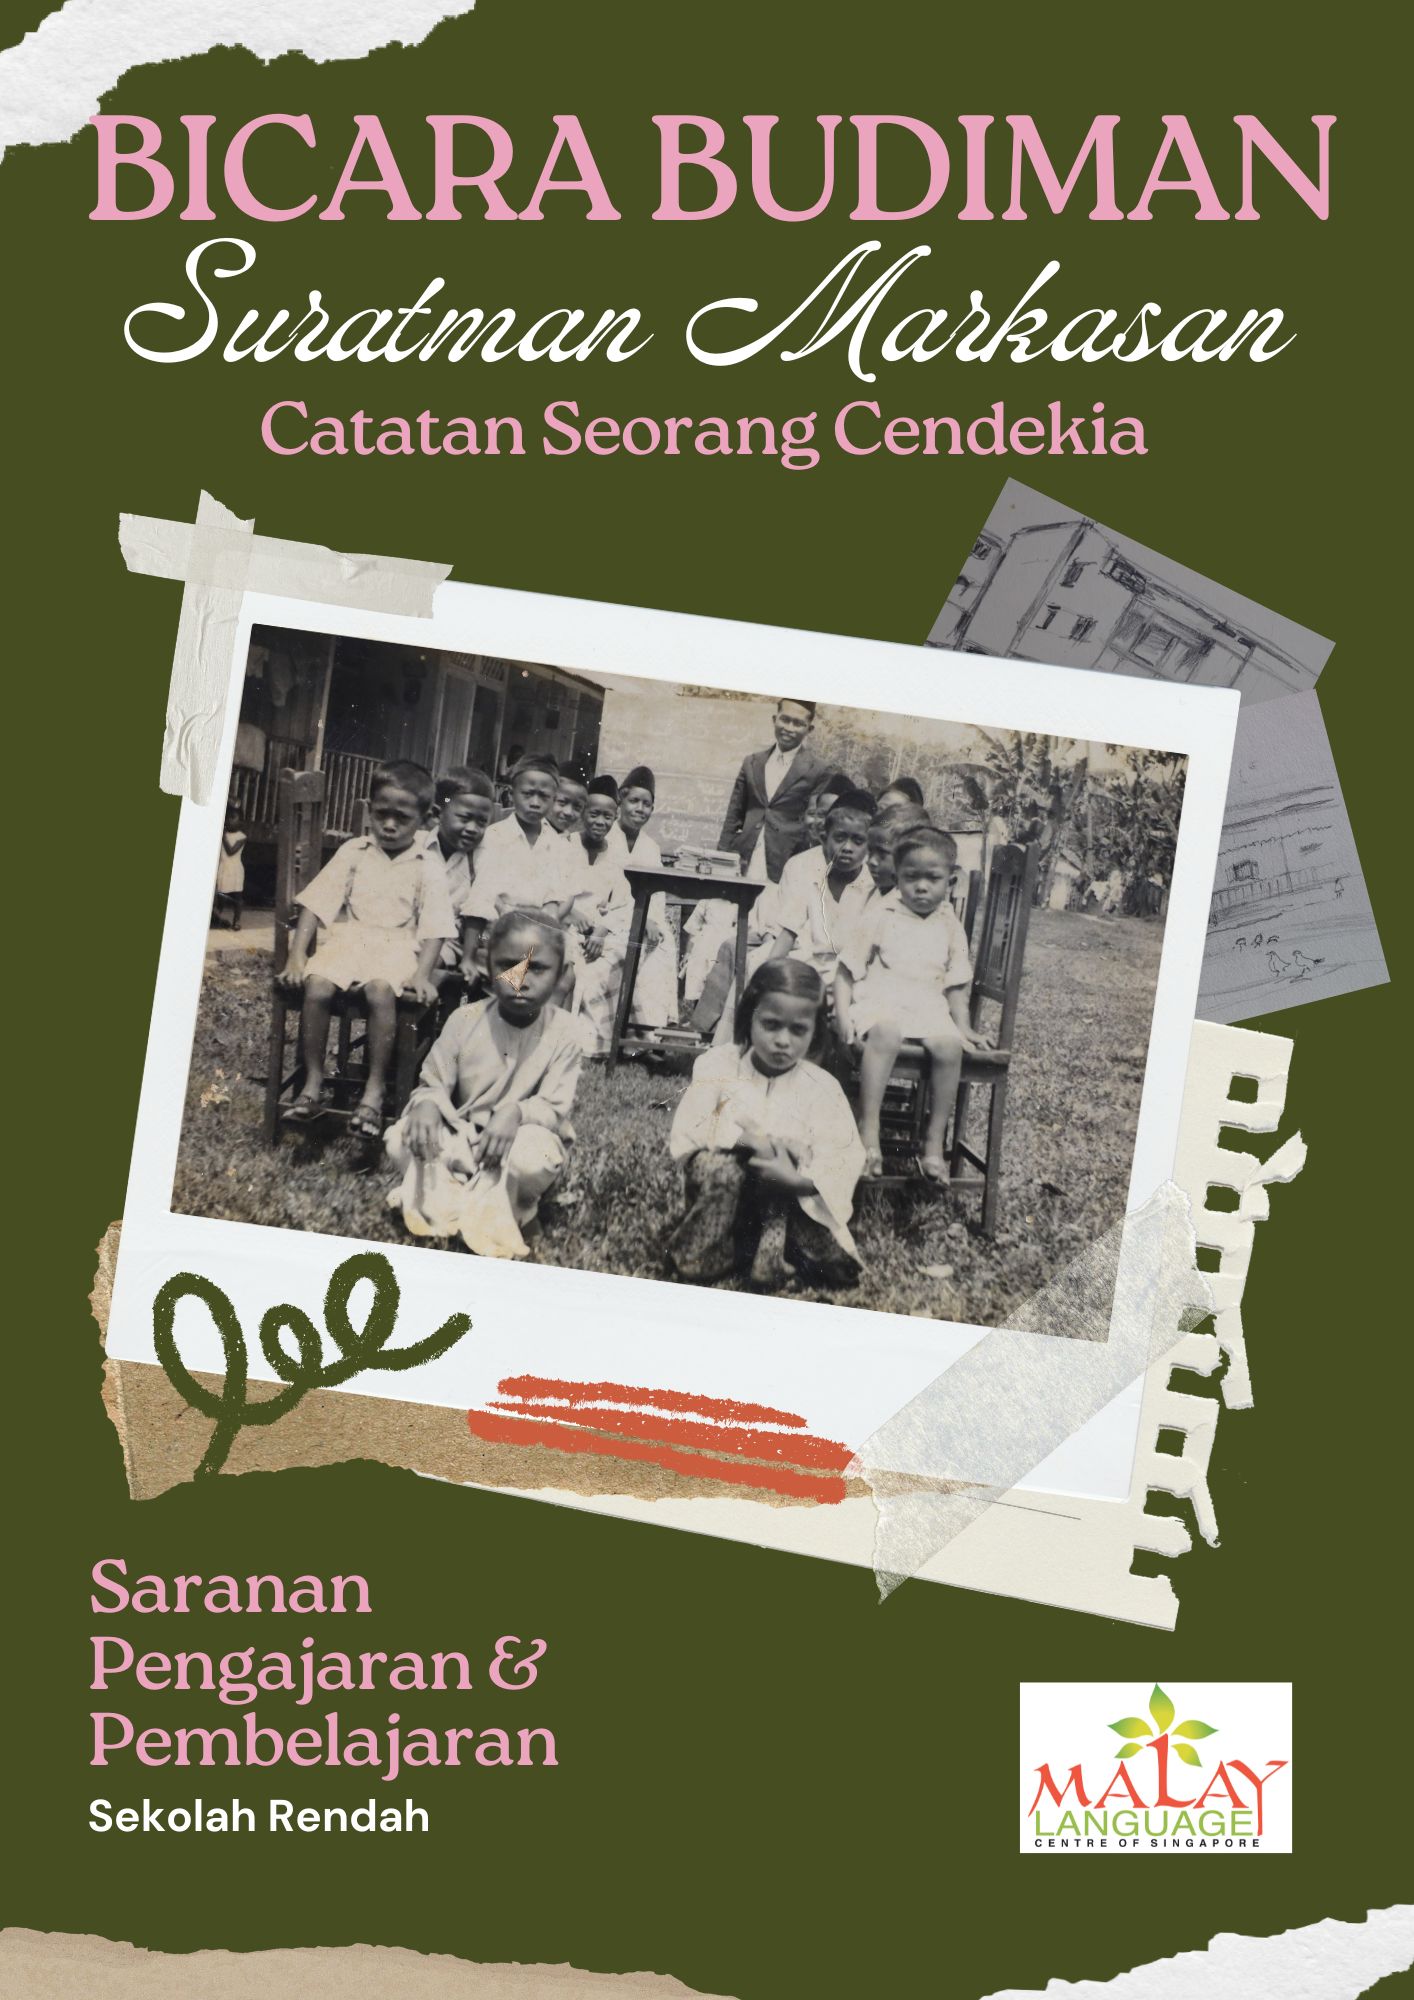 BICARA BUDIMAN
Suratman Markasan
Catatan Seorang Cendekia
Saranan
Pengajaran &
Pembelajaran
Sekolah Rendah
MALAY
LANGUAGE
CENTRE OF SINGAPORE